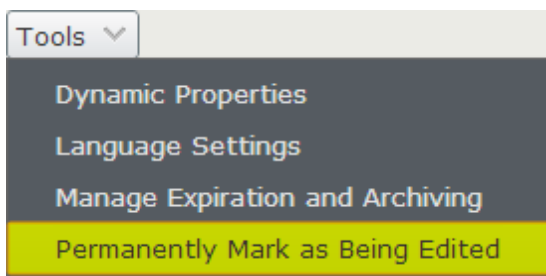 Tools
Dynamic Properties
Language Settings
Manage Expiration and Archiving
Permanently Mark as Being Edited